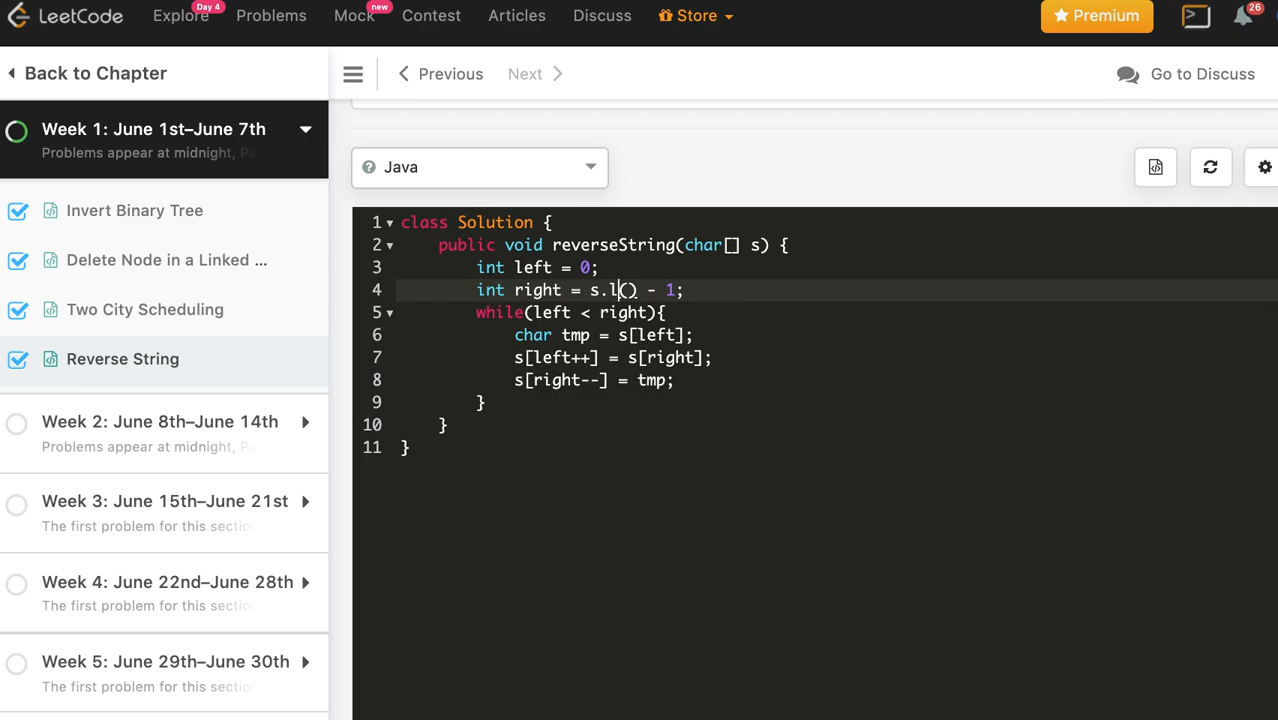 LeetCode Explore Day 4 Problems Mock new Contest Articles Discuss Store Premium 26
Back to Chapter
Previous Next Go to Discuss
Week 1: June 1st–June 7th
Problems appear at midnight, Pa
Java
Invert Binary Tree
Delete Node in a Linked ...
Two City Scheduling
Reverse String
Week 2: June 8th–June 14th
Problems appear at midnight, Pa
Week 3: June 15th–June 21st
The first problem for this sectio
Week 4: June 22nd–June 28th
The first problem for this sectio
Week 5: June 29th–June 30th
The first problem for this sectio
1 class Solution {
2 public void reverseString(char[] s) {
3 int left = 0;
4 int right = s.l() - 1;
5 while(left < right){
6 char tmp = s[left];
7 s[left++] = s[right];
8 s[right--] = tmp;
9 }
10 }
11 }